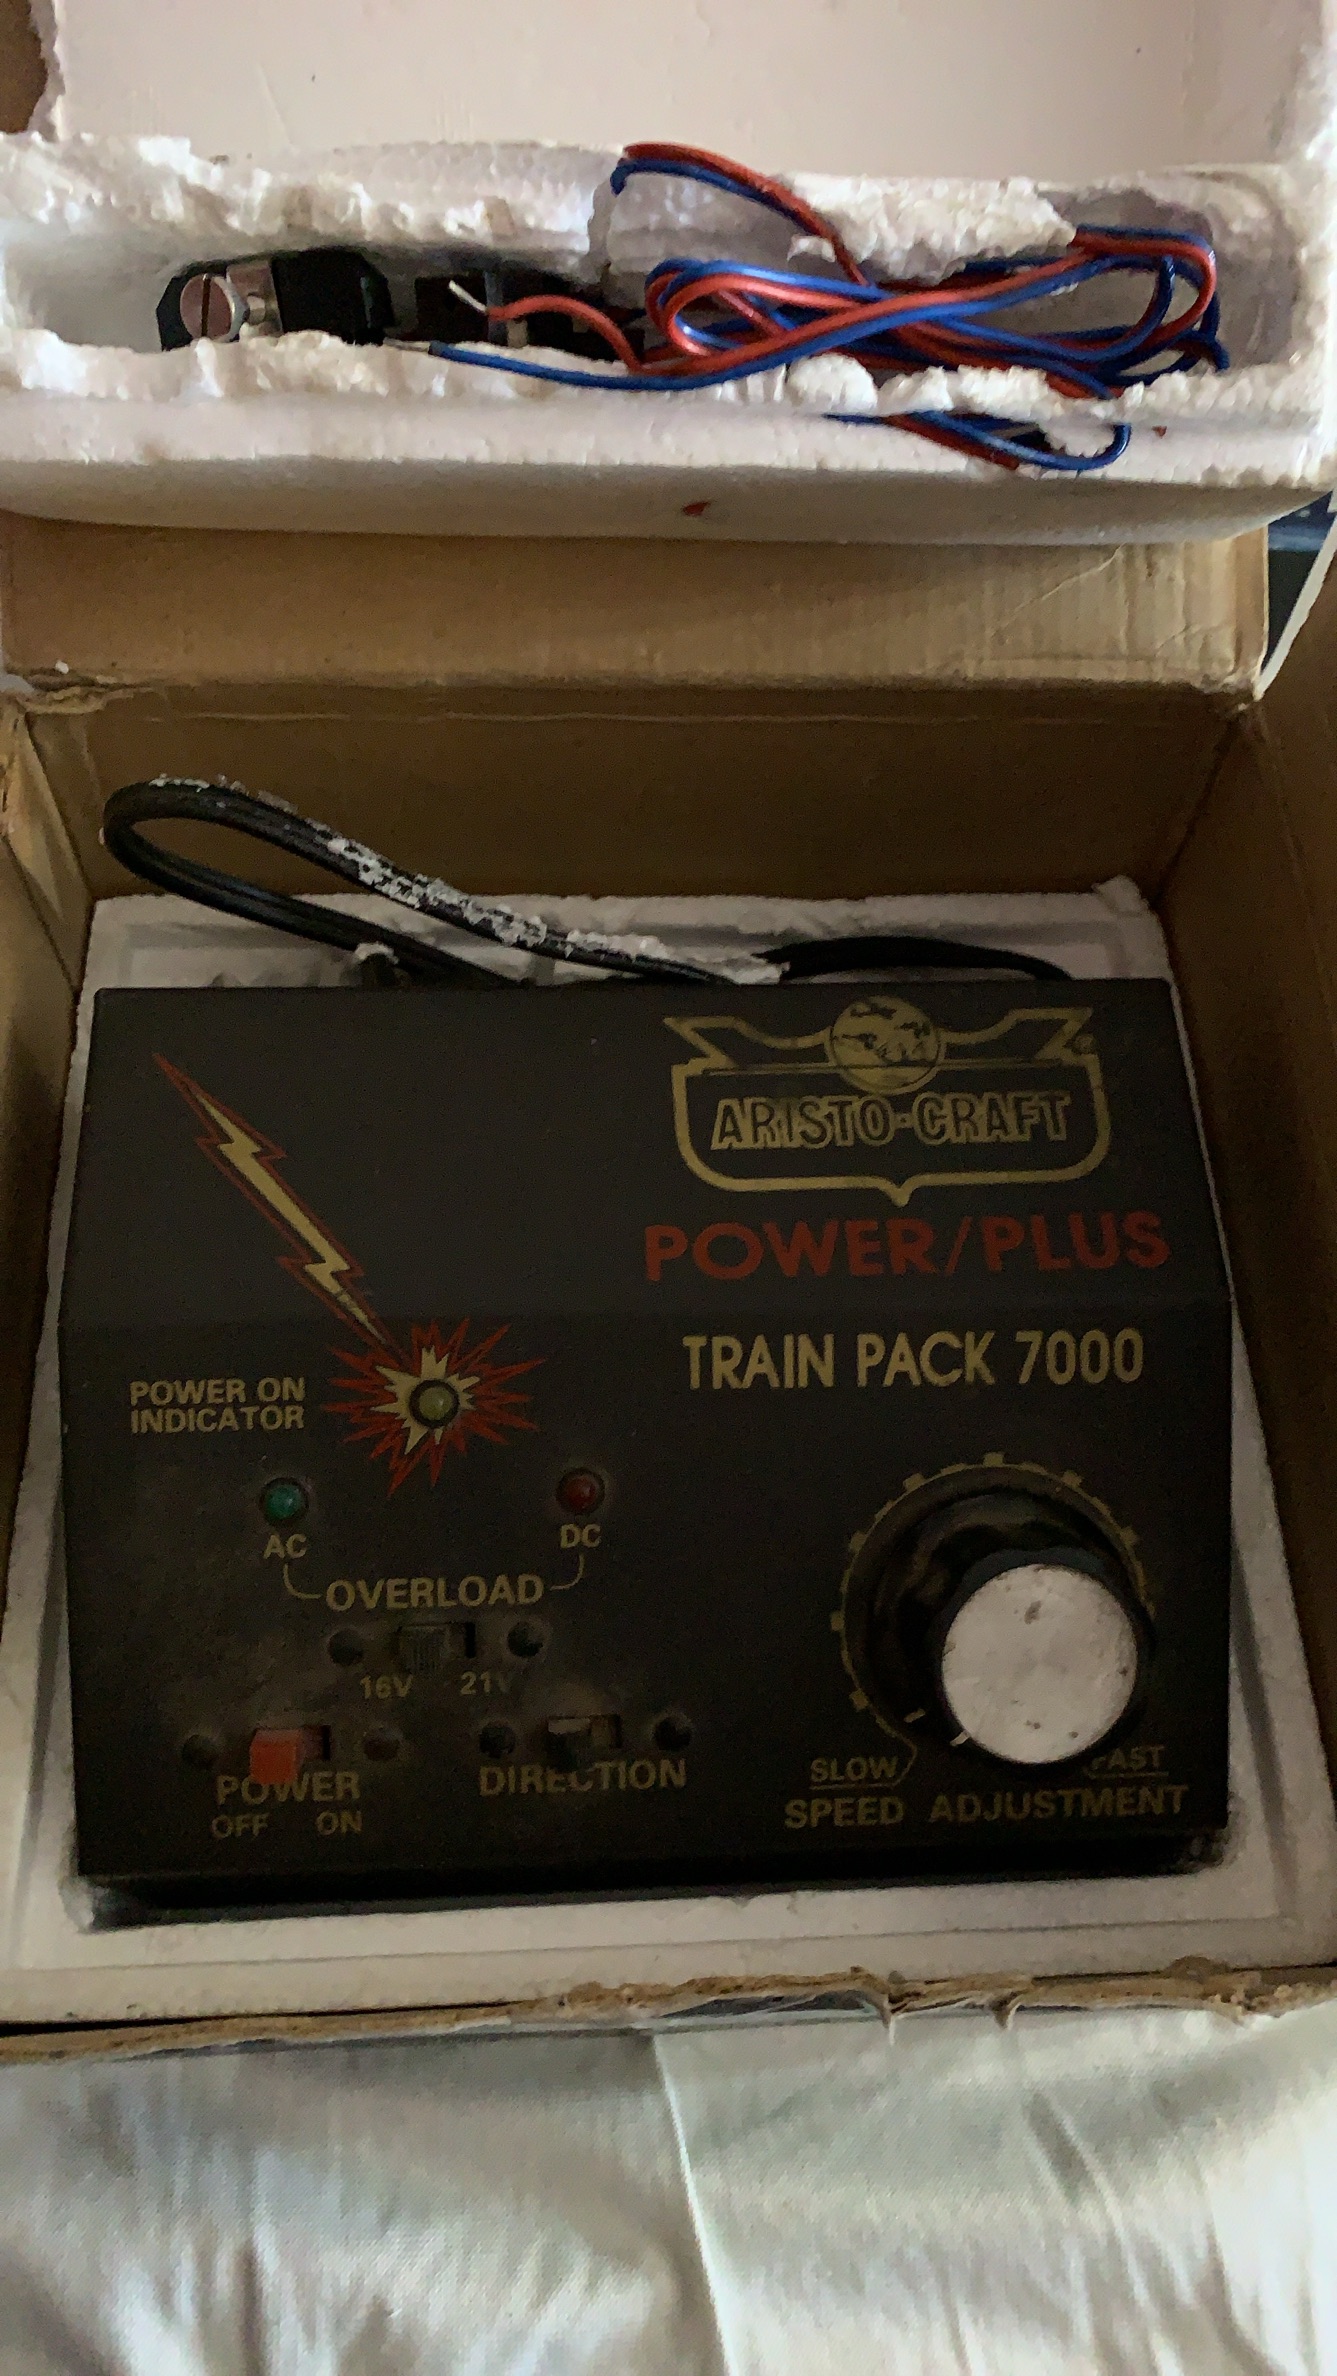 ARISTO-CRAFT
®
POWER/PLUS
TRAIN PACK 7000
POWER ON
INDICATOR
AC
DC
OVERLOAD
16V 21V
POWER
OFF ON
DIRECTION
SLOW FAST
SPEED ADJUSTMENT